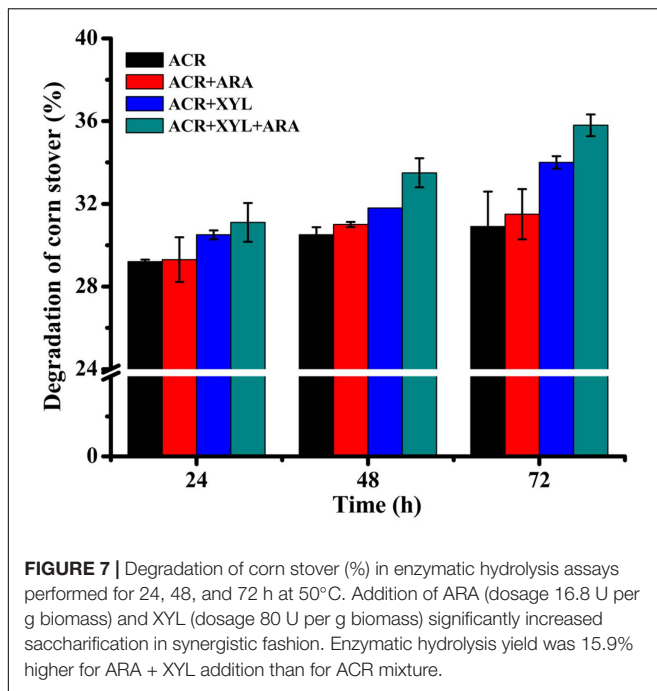 40
36
32
28
24
0
Degradation of corn stover (%)
ACR
ACR+ARA
ACR+XYL
ACR+XYL+ARA
24 48 72
Time (h)
FIGURE 7 | Degradation of corn stover (%) in enzymatic hydrolysis assays
performed for 24, 48, and 72 h at 50°C. Addition of ARA (dosage 16.8 U per
g biomass) and XYL (dosage 80 U per g biomass) significantly increased
saccharification in synergistic fashion. Enzymatic hydrolysis yield was 15.9%
higher for ARA + XYL addition than for ACR mixture.